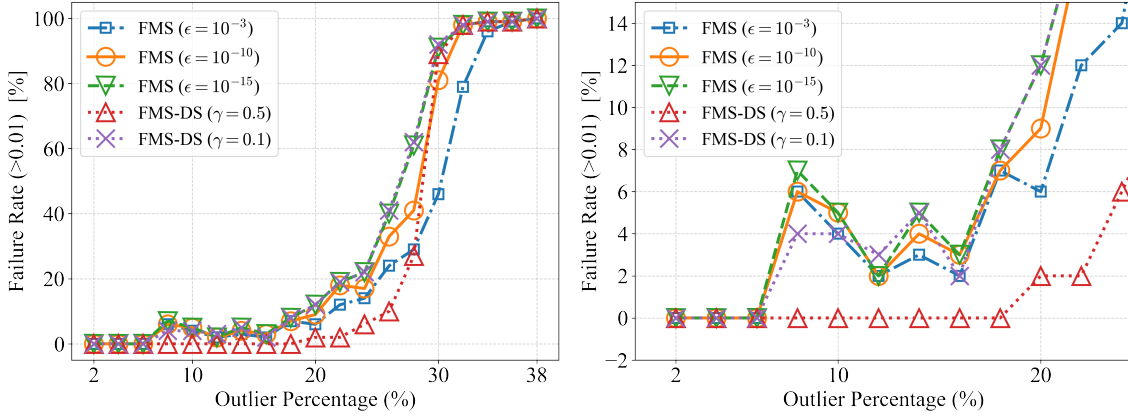 100
80
60
40
20
0
Failure Rate (>0.01) [%]
FMS (ϵ = 10⁻³)
FMS (ϵ = 10⁻¹⁰)
FMS (ϵ = 10⁻¹⁵)
FMS-DS (γ = 0.5)
FMS-DS (γ = 0.1)
2 10 20 30 38
Outlier Percentage (%)
14
12
10
8
6
4
2
0
−2
Failure Rate (>0.01) [%]
FMS (ϵ = 10⁻³)
FMS (ϵ = 10⁻¹⁰)
FMS (ϵ = 10⁻¹⁵)
FMS-DS (γ = 0.5)
FMS-DS (γ = 0.1)
2 10 20
Outlier Percentage (%)